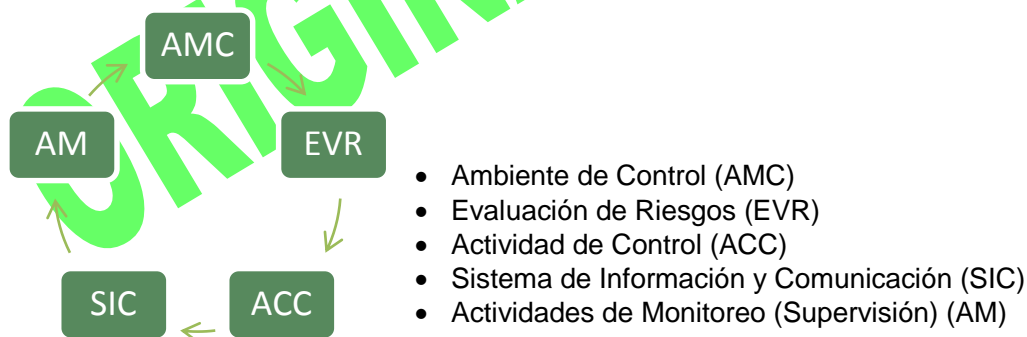 AMC
AM
EVR
SIC
ACC
• Ambiente de Control (AMC)
• Evaluación de Riesgos (EVR)
• Actividad de Control (ACC)
• Sistema de Información y Comunicación (SIC)
• Actividades de Monitoreo (Supervisión) (AM)